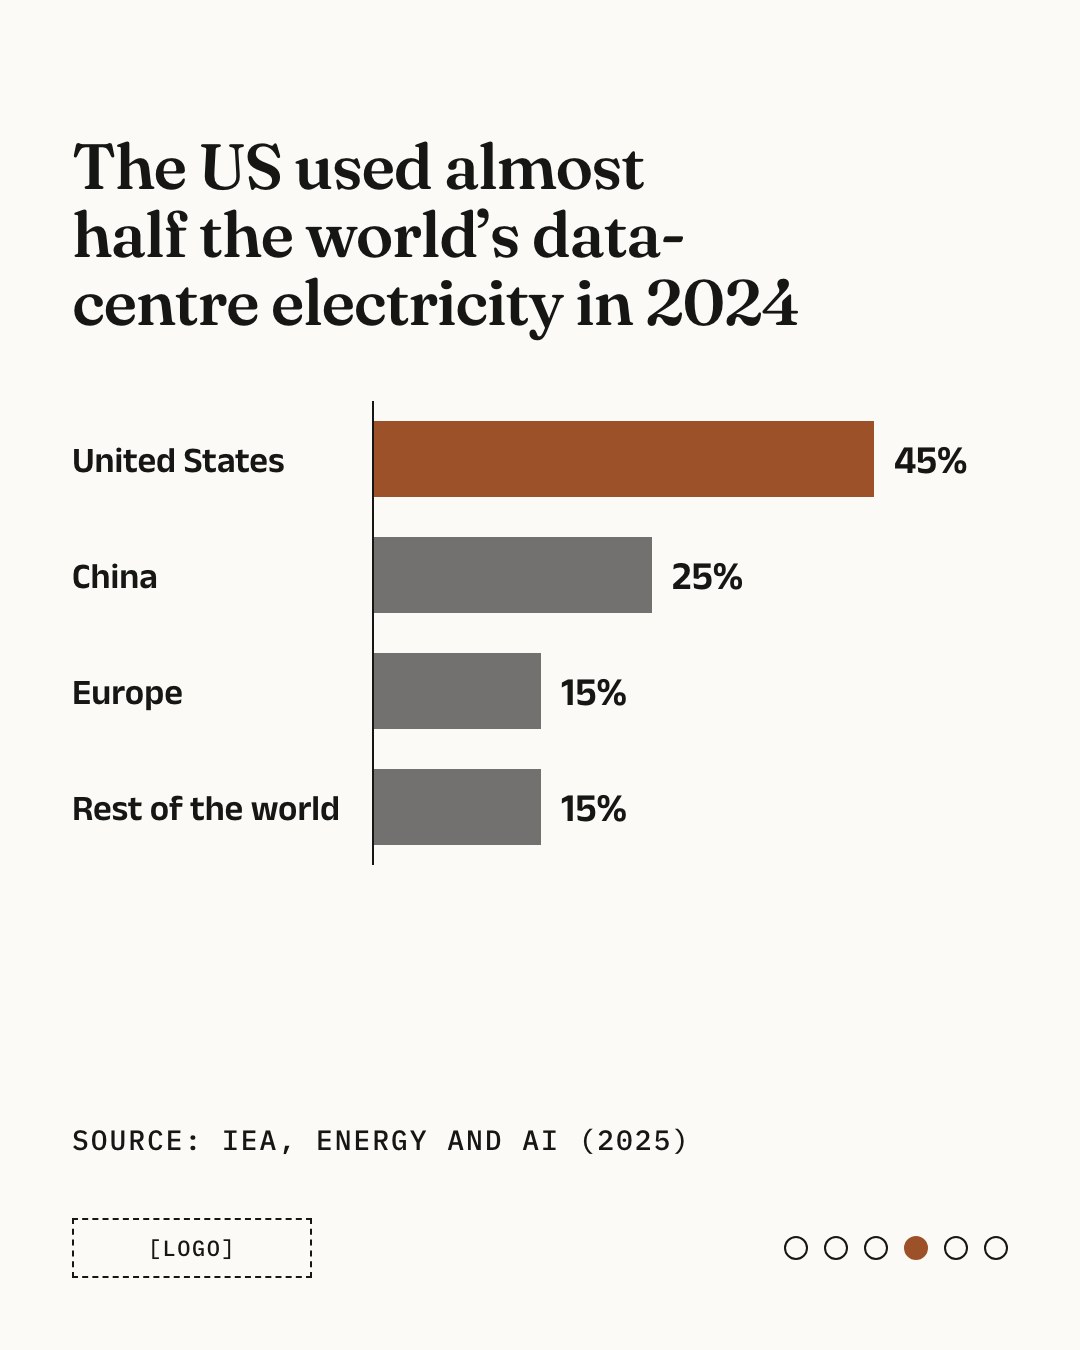 The US used almost
half the world’s data-
centre electricity in 2024
United States
45%
China
25%
Europe
15%
Rest of the world
15%
SOURCE: IEA, ENERGY AND AI (2025)
[LOGO]